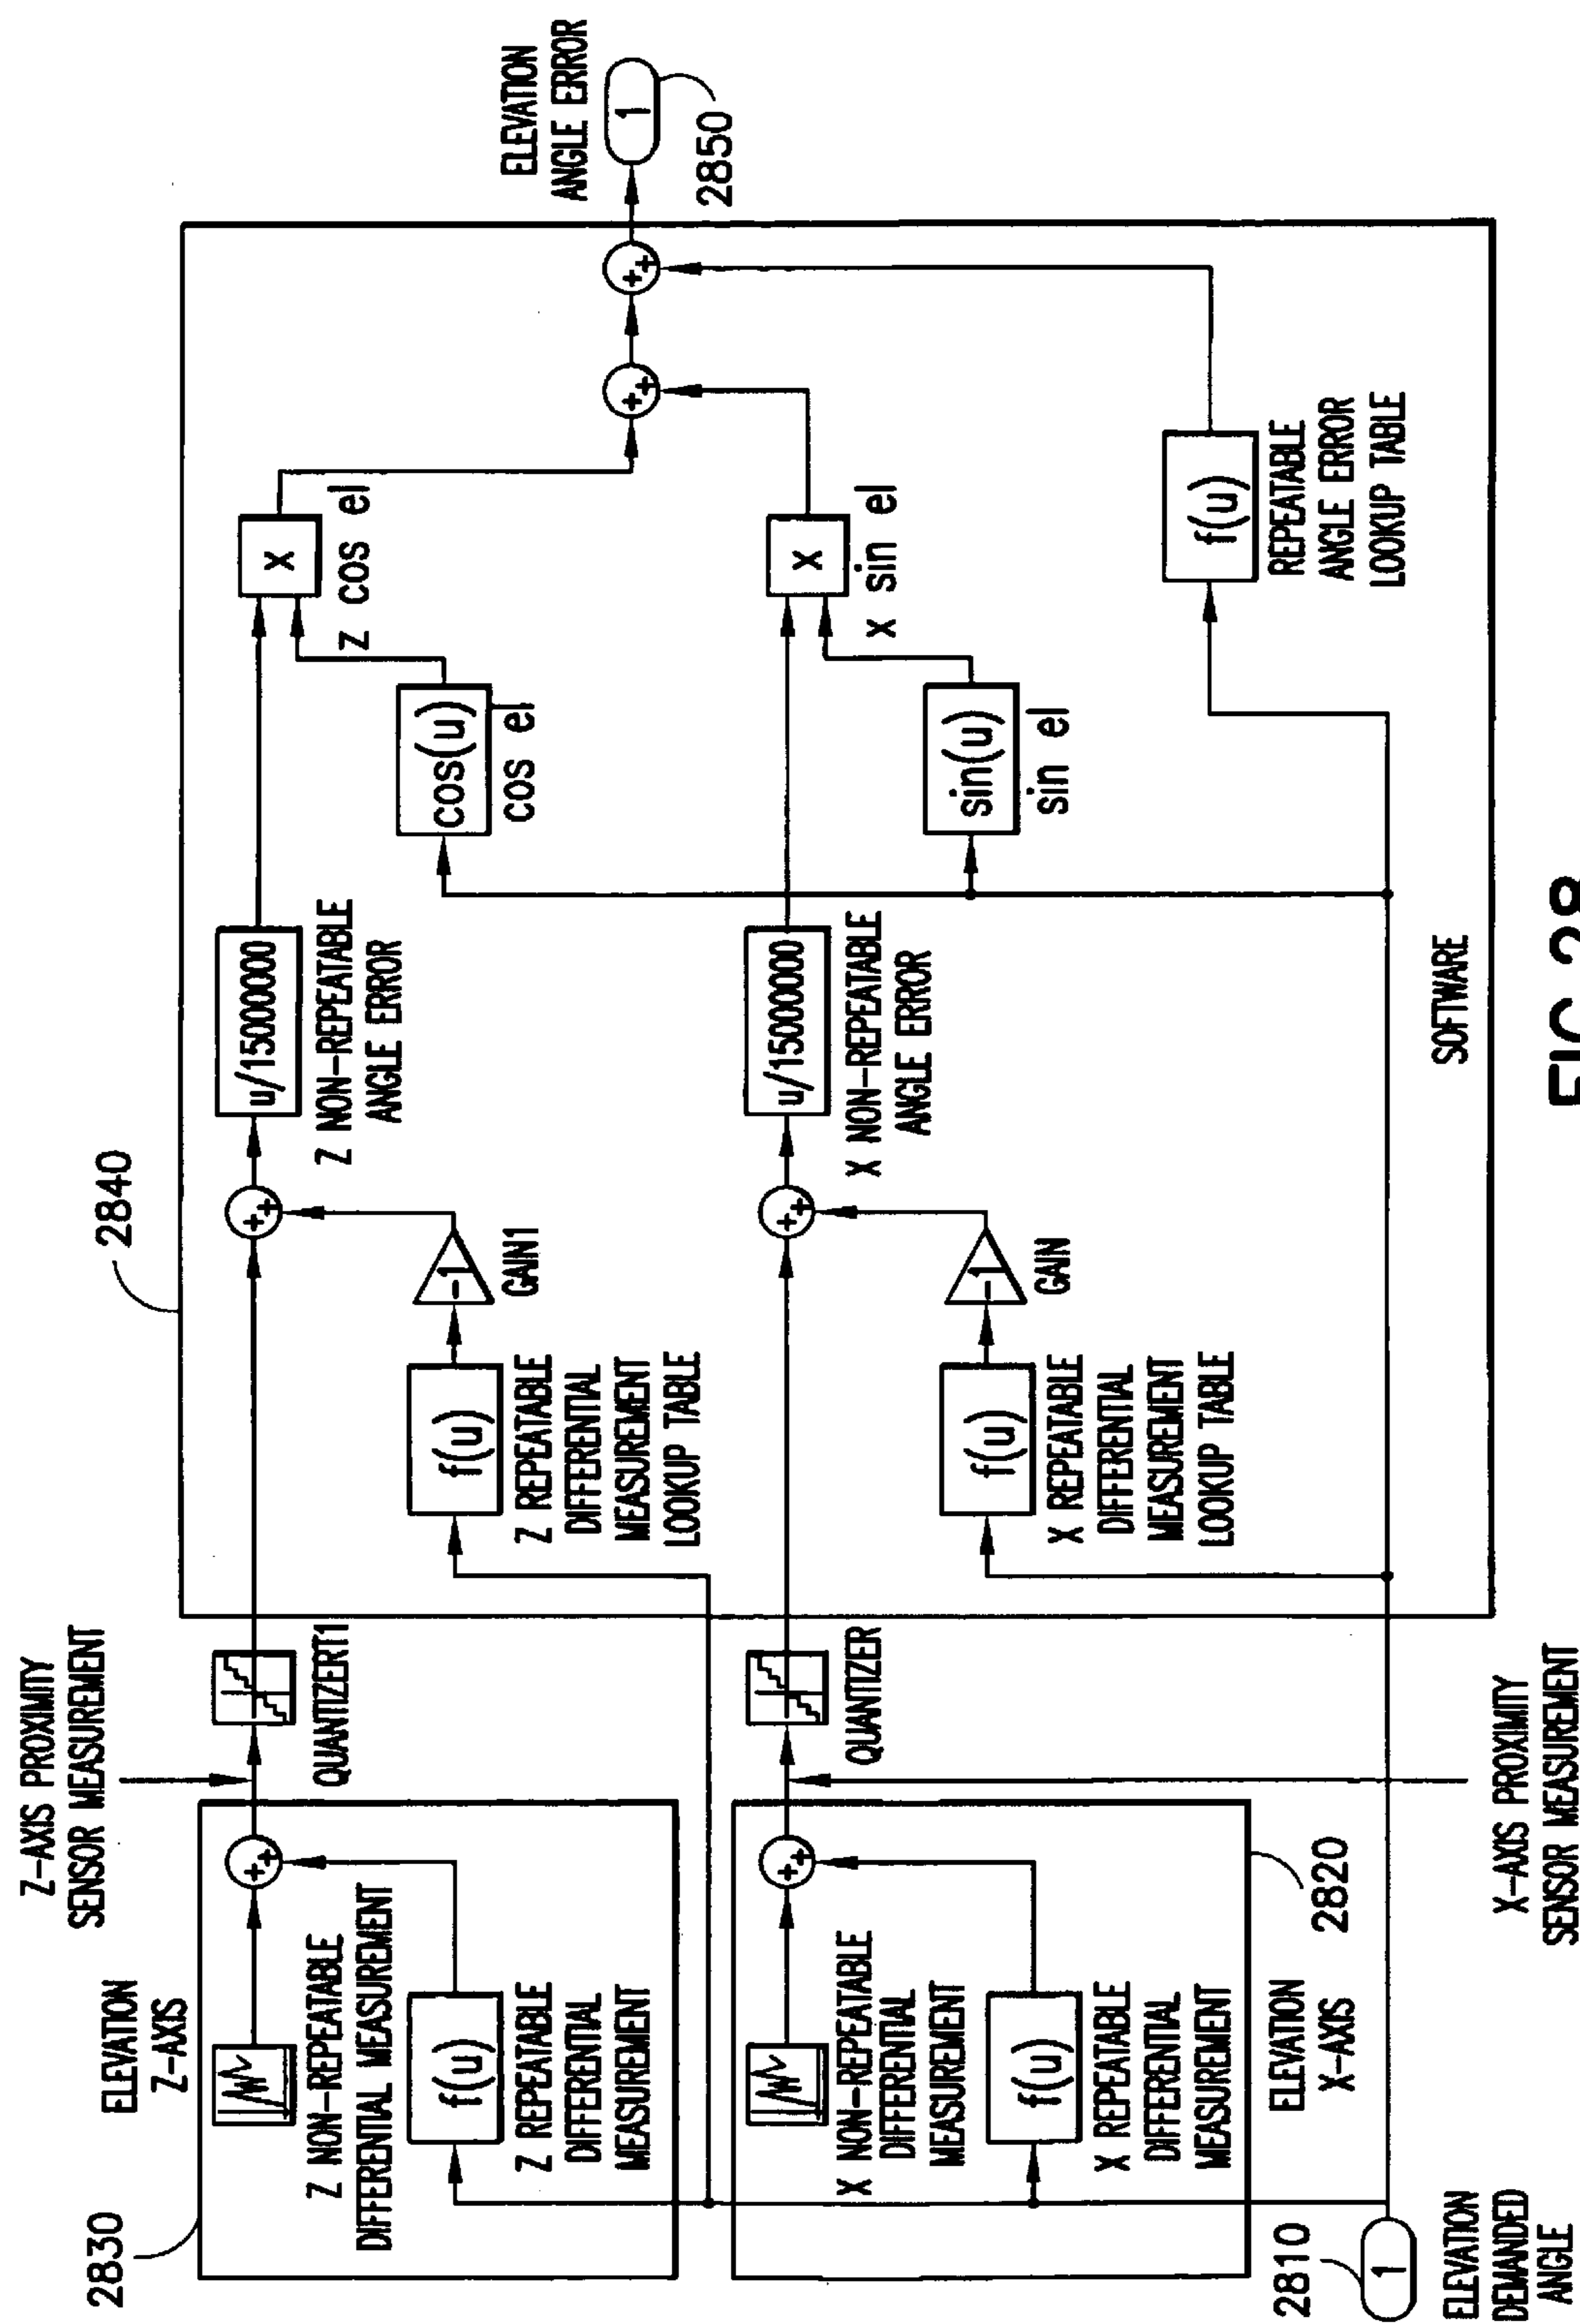 2830
ELEVATION
Z-AXIS
Z-AXIS PROXIMITY
SENSOR MEASUREMENT
Z NON-REPEATABLE
DIFFERENTIAL MEASUREMENT
f(u)
Z REPEATABLE
DIFFERENTIAL
MEASUREMENT
++
QUANTIZERT1
2840
++
f(u)
Z REPEATABLE
DIFFERENTIAL
MEASUREMENT
LOOKUP TABLE
-1
GAIN1
u/15000000
Z NON-REPEATABLE
ANGLE ERROR
cos(u)
cos el
x
z cos el
++
++
ELEVATION
ANGLE ERROR
1
2850
X NON-REPEATABLE
DIFFERENTIAL
MEASUREMENT
f(u)
X REPEATABLE
DIFFERENTIAL
MEASUREMENT
++
ELEVATION
X-AXIS
2820
QUANTIZER
X-AXIS PROXIMITY
SENSOR MEASUREMENT
++
f(u)
X REPEATABLE
DIFFERENTIAL
MEASUREMENT
LOOKUP TABLE
-1
GAIN
u/15000000
X NON-REPEATABLE
ANGLE ERROR
sin(u)
sin el
x
x sin el
f(u)
REPEATABLE
ANGLE ERROR
LOOKUP TABLE
SOFTWARE
2810
1
ELEVATION
DEMANDED
ANGLE
FIG.28